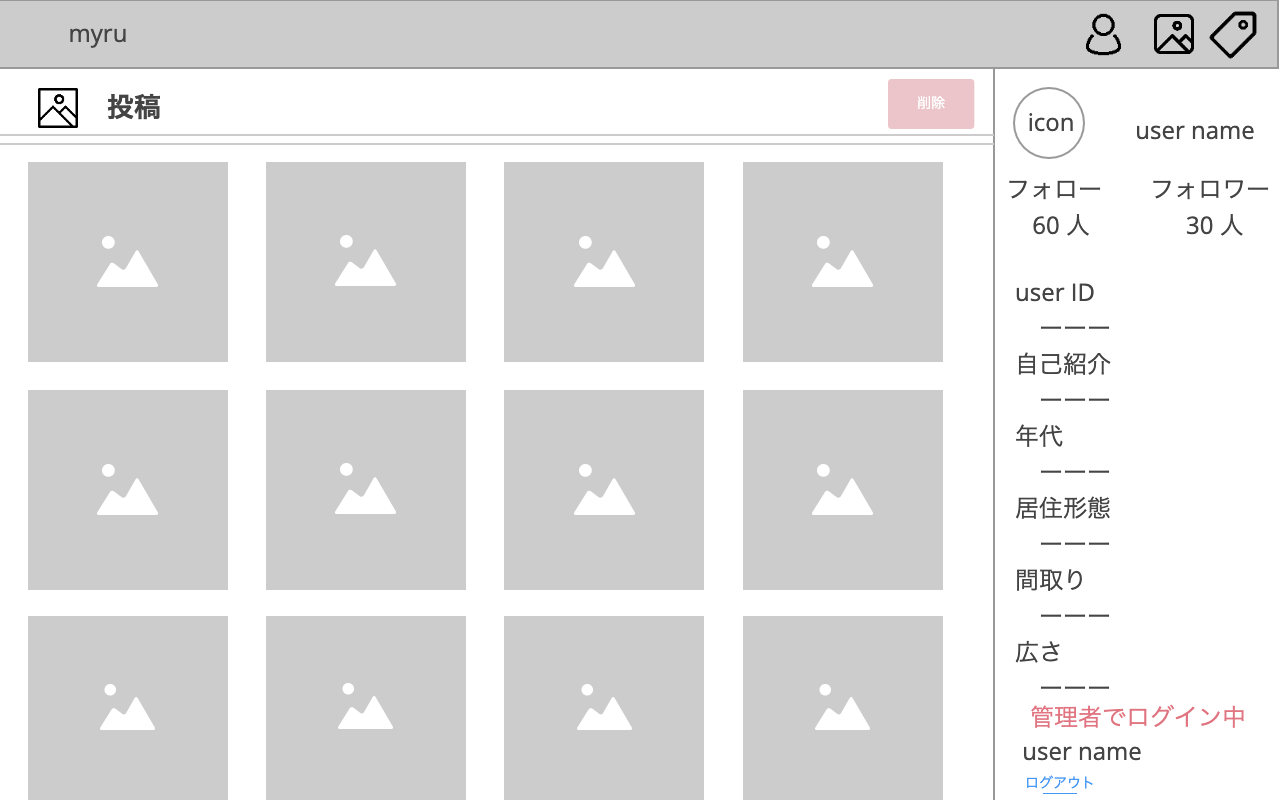 myru
投稿
削除
icon
user name
フォロー
フォロワー
60 人
30 人
user ID
ーーー
自己紹介
ーーー
年代
ーーー
居住形態
ーーー
間取り
ーーー
広さ
ーーー
管理者でログイン中
user name
ログアウト